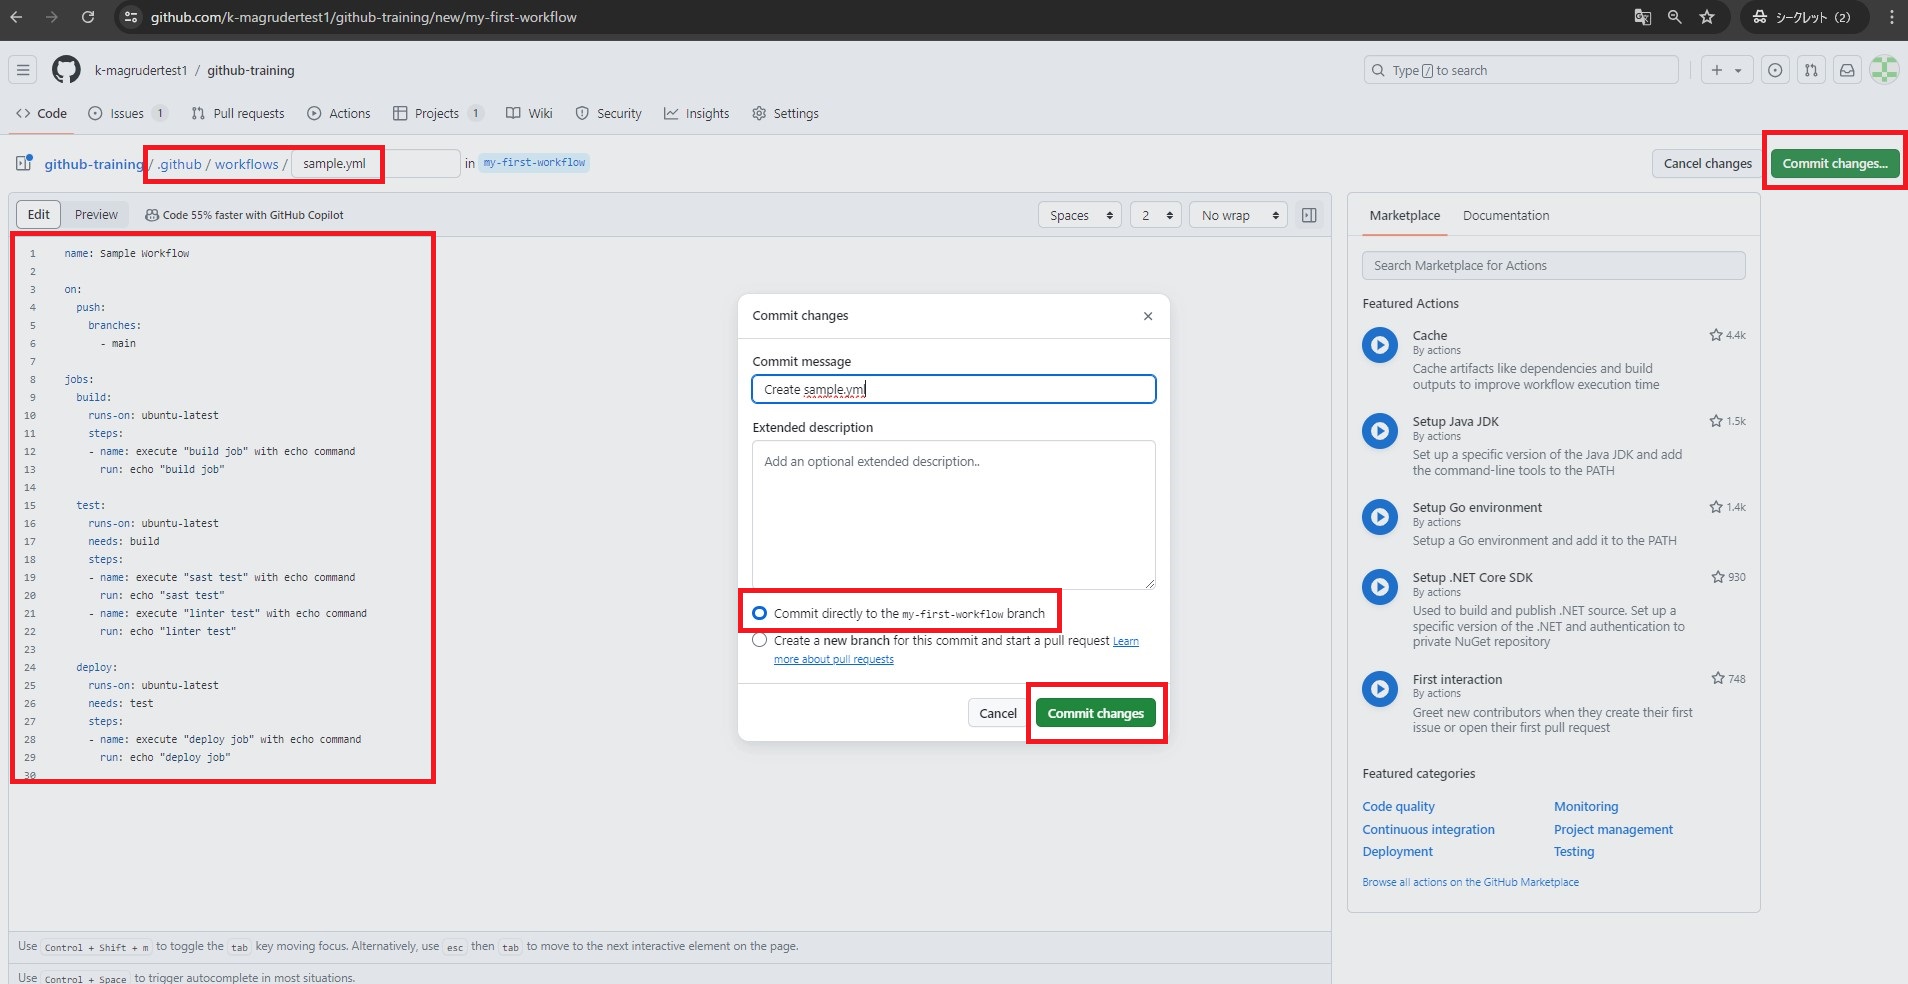 github.com/k-magrudertest1/github-training/new/my-first-workflow
シークレット (2)
k-magrudertest1 / github-training
Type / to search
Code Issues 1 Pull requests Actions Projects 1 Wiki Security Insights Settings
github-training / .github / workflows / sample.yml in my-first-workflow
Cancel changes Commit changes...
Edit Preview Code 55% faster with GitHub Copilot
Spaces 2 No wrap
1 name: Sample Workflow
2
3 on:
4 push:
5 branches:
6 - main
7
8 jobs:
9 build:
10 runs-on: ubuntu-latest
11 steps:
12 - name: execute "build job" with echo command
13 run: echo "build job"
14
15 test:
16 runs-on: ubuntu-latest
17 needs: build
18 steps:
19 - name: execute "sast test" with echo command
20 run: echo "sast test"
21 - name: execute "linter test" with echo command
22 run: echo "linter test"
23
24 deploy:
25 runs-on: ubuntu-latest
26 needs: test
27 steps:
28 - name: execute "deploy job" with echo command
29 run: echo "deploy job"
30
Commit changes
Commit message
Create sample.yml
Extended description
Add an optional extended description..
Commit directly to the my-first-workflow branch
Create a new branch for this commit and start a pull request Learn
more about pull requests
Cancel Commit changes
Marketplace Documentation
Search Marketplace for Actions
Featured Actions
Cache 4.4k
By actions
Cache artifacts like dependencies and build
outputs to improve workflow execution time
Setup Java JDK 1.5k
By actions
Set up a specific version of the Java JDK and add
the command-line tools to the PATH
Setup Go environment 1.4k
By actions
Setup a Go environment and add it to the PATH
Setup .NET Core SDK 930
By actions
Used to build and publish .NET source. Set up a
specific version of the .NET and authentication to
private NuGet repository
First interaction 748
By actions
Greet new contributors when they create their first
issue or open their first pull request
Featured categories
Code quality Monitoring
Continuous integration Project management
Deployment Testing
Browse all actions on the GitHub Marketplace
Use Control + Shift + m to toggle the tab key moving focus. Alternatively, use esc then tab to move to the next interactive element on the page.
Use Control + Space to trigger autocomplete in most situations.